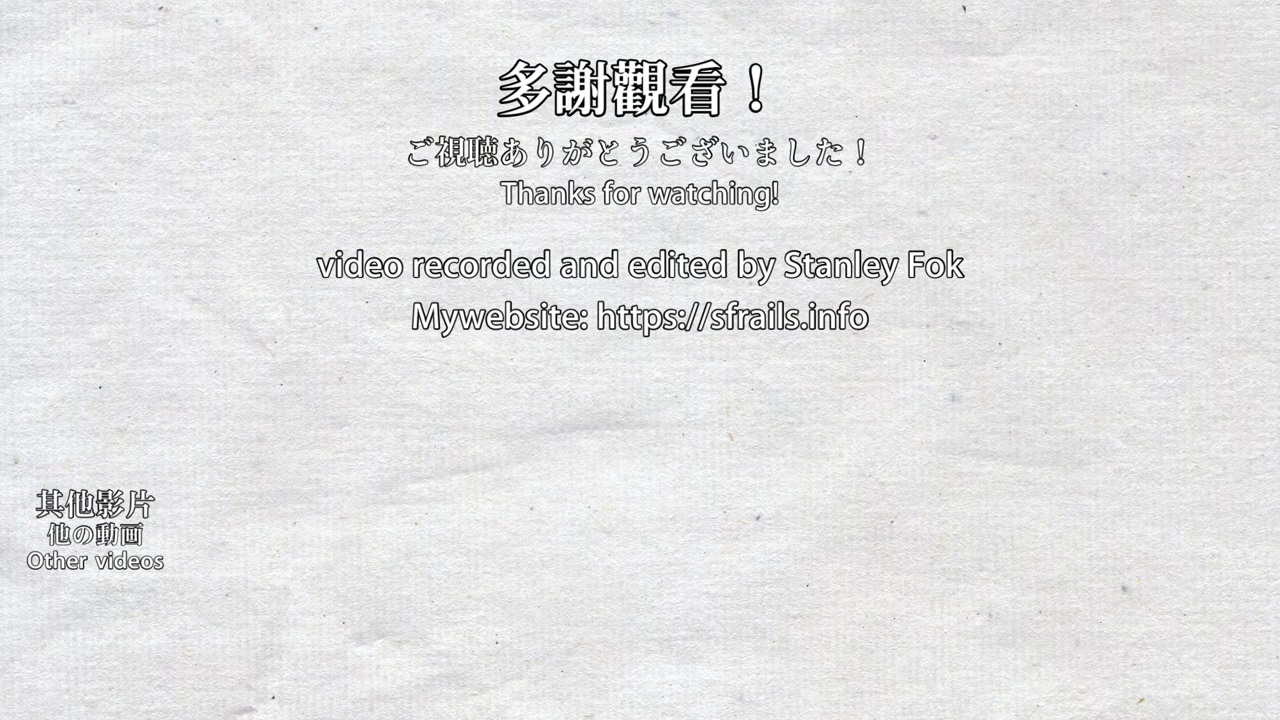 多謝觀看！
ご視聴ありがとうございました！
Thanks for watching!
video recorded and edited by Stanley Fok
Mywebsite: https://sfrails.info
其他影片
他の動画
Other videos